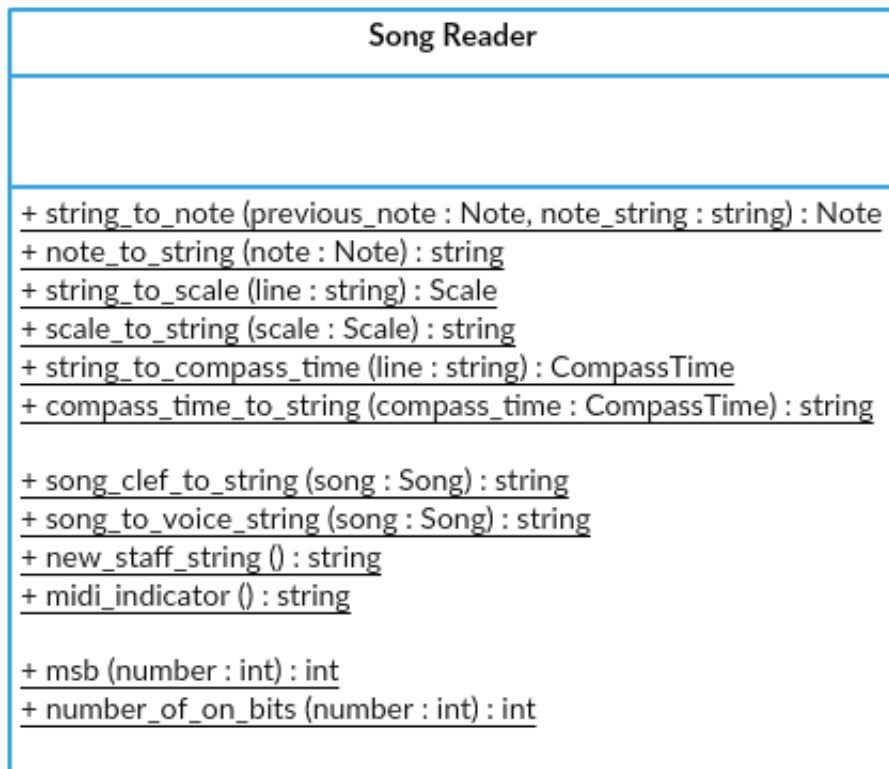 Song Reader
+ string_to_note (previous_note : Note, note_string : string) : Note
+ note_to_string (note : Note) : string
+ string_to_scale (line : string) : Scale
+ scale_to_string (scale : Scale) : string
+ string_to_compass_time (line : string) : CompassTime
+ compass_time_to_string (compass_time : CompassTime) : string
+ song_clef_to_string (song : Song) : string
+ song_to_voice_string (song : Song) : string
+ new_staff_string () : string
+ midi_indicator () : string
+ msb (number : int) : int
+ number_of_on_bits (number : int) : int